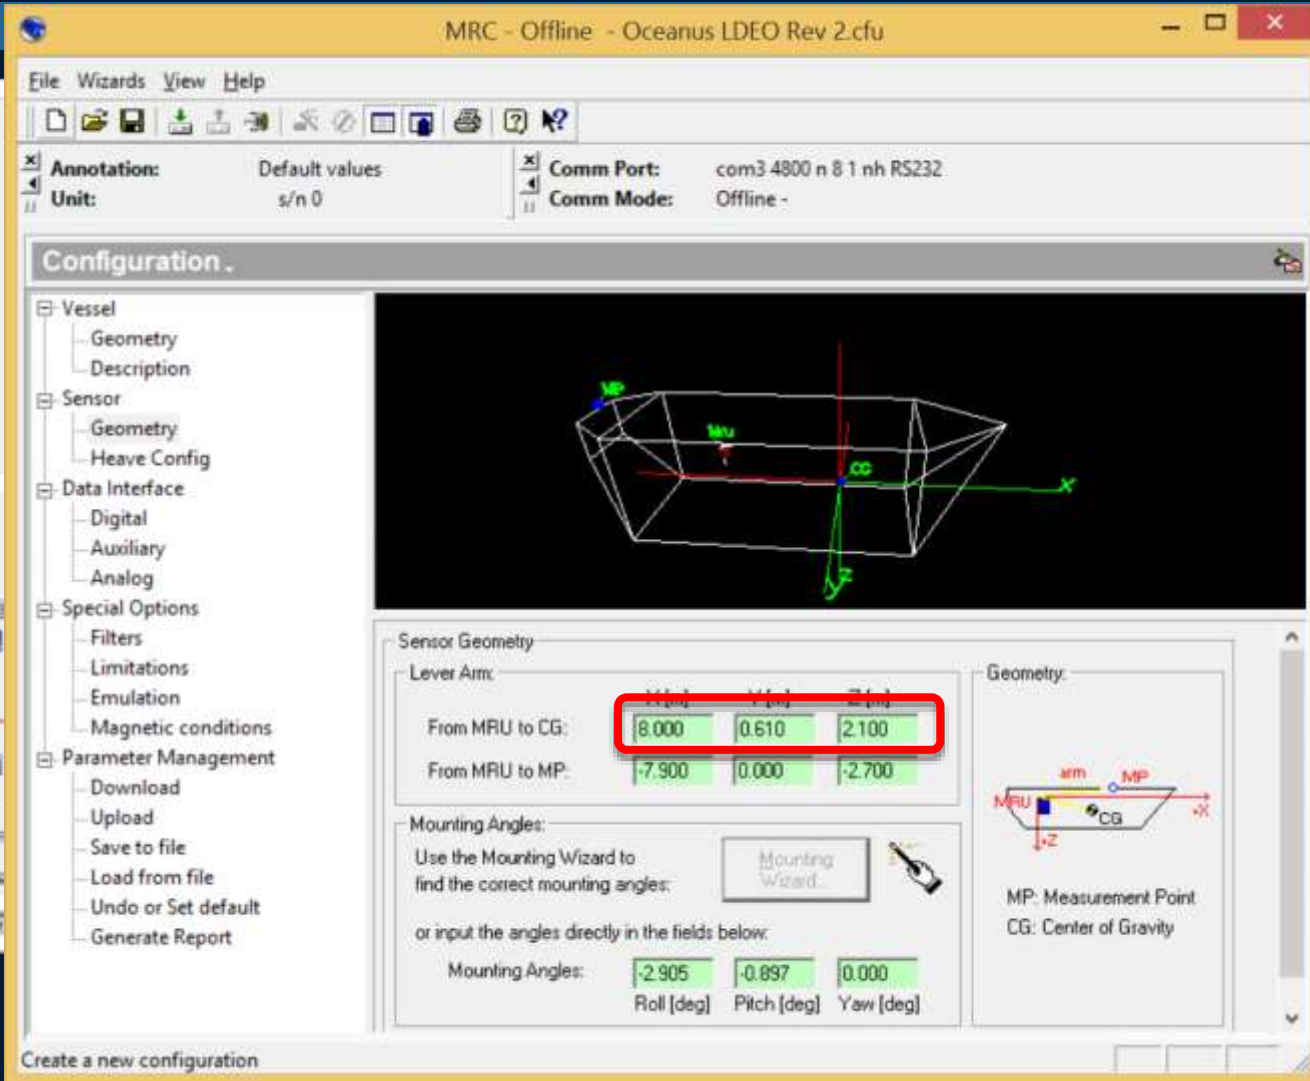 MRC - Offline - Oceanus LDEO Rev 2.cfu
File Wizards View Help
Annotation: Default values
Unit: s/n 0
Comm Port: com3 4800 n 8 1 nh RS232
Comm Mode: Offline -
Configuration.
Vessel
Geometry
Description
Sensor
Geometry
Heave Config
Data Interface
Digital
Auxiliary
Analog
Special Options
Filters
Limitations
Emulation
Magnetic conditions
Parameter Management
Download
Upload
Save to file
Load from file
Undo or Set default
Generate Report
MP
Mru
CG
X
Z
y
Sensor Geometry
Lever Arm:
X [m] Y [m] Z [m]
From MRU to CG: 8.000 0.610 2.100
From MRU to MP: -7.900 0.000 -2.700
Mounting Angles:
Use the Mounting Wizard to
find the correct mounting angles:
Mounting
Wizard...
or input the angles directly in the fields below:
Mounting Angles: -2.905 -0.897 0.000
Roll [deg] Pitch [deg] Yaw [deg]
Geometry:
arm MP
MRU
CG
+X
+Z
MP: Measurement Point
CG: Center of Gravity
Create a new configuration